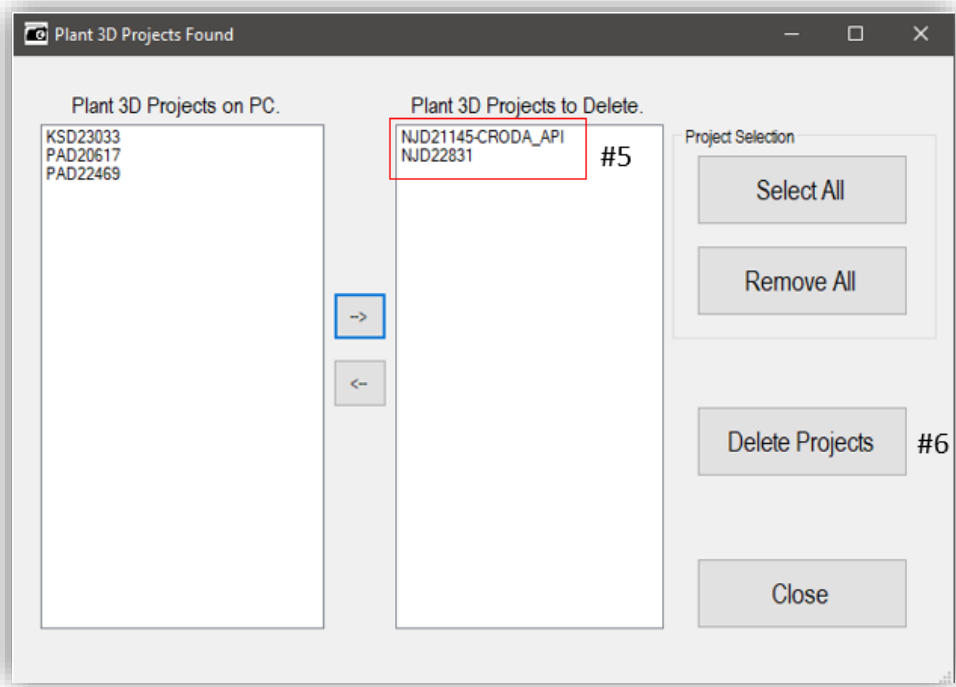 Plant 3D Projects Found
Plant 3D Projects on PC.
KSD23033
PAD20617
PAD22469
-->
<--
Plant 3D Projects to Delete.
NJD21145-CRODA_API
NJD22831
#5
Project Selection
Select All
Remove All
Delete Projects
#6
Close